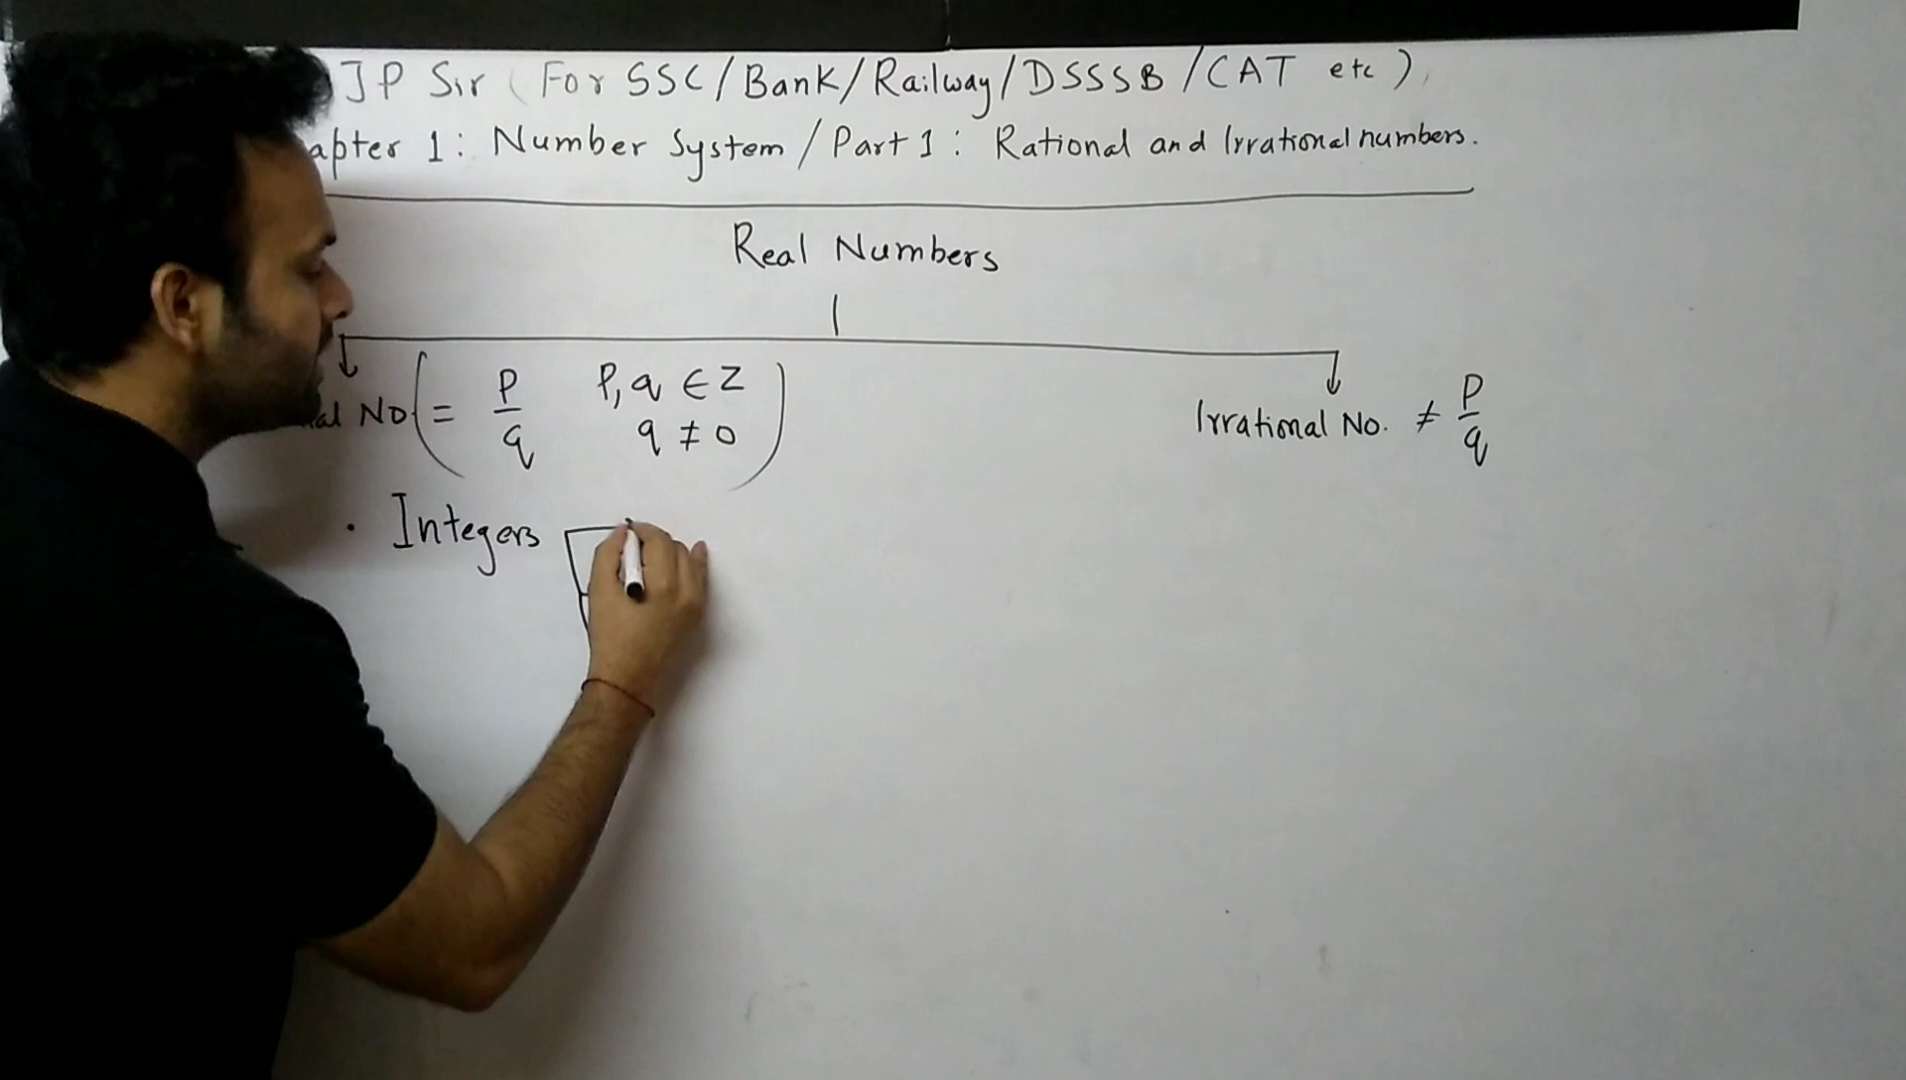 JP Sir (For SSC/Bank/Railway/DSSSB/CAT etc)
apter 1: Number System/Part 1: Rational and Irrational numbers.
Real Numbers
nal No ( = p/q p, q ∈ Z q ≠ 0 )
Irrational No. ≠ p/q
· Integers